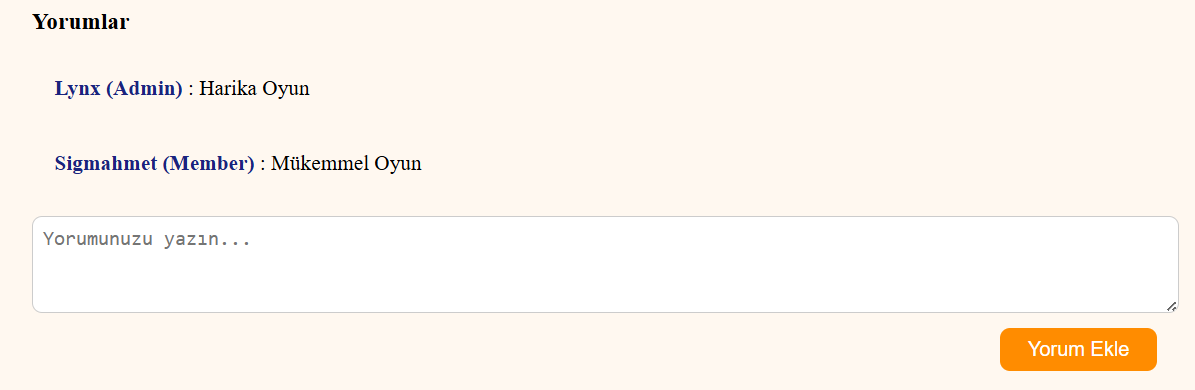 Yorumlar
Lynx (Admin) : Harika Oyun
Sigmahmet (Member) : Mükemmel Oyun
Yorumunuzu yazın...
Yorum Ekle